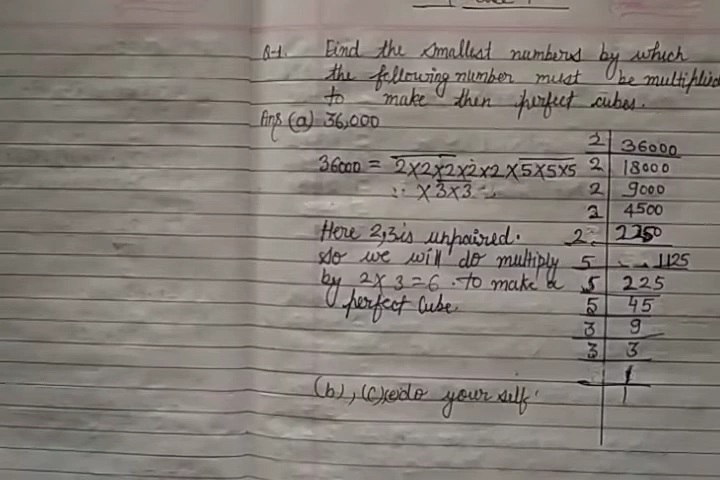 Q-1. Find the smallest numbers by which
the following number must be multiplied
to make then perfect cubes.
Ans (a) 36,000
36000 = 2×2×2×2×2×5×5×5
×3×3
Here 2,3 is unpaired.
So we will do multiply
by 2×3=6. to make a
perfect cube.
2 | 36000
2 | 18000
2 | 9000
2 | 4500
2 | 2250
5 | 1125
5 | 225
5 | 45
3 | 9
3 | 3
1
(b), (c) do your self.